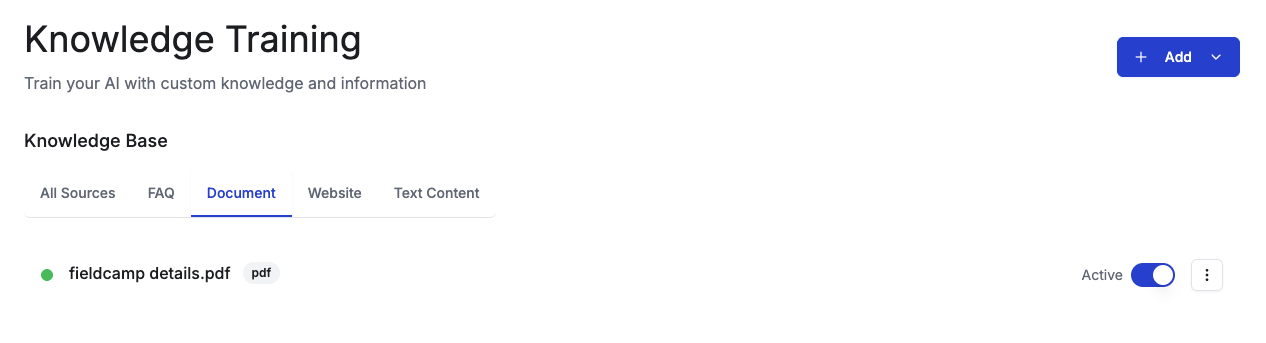 Knowledge Training
Train your AI with custom knowledge and information
Add
Knowledge Base
All Sources FAQ Document Website Text Content
fieldcamp details.pdf pdf Active